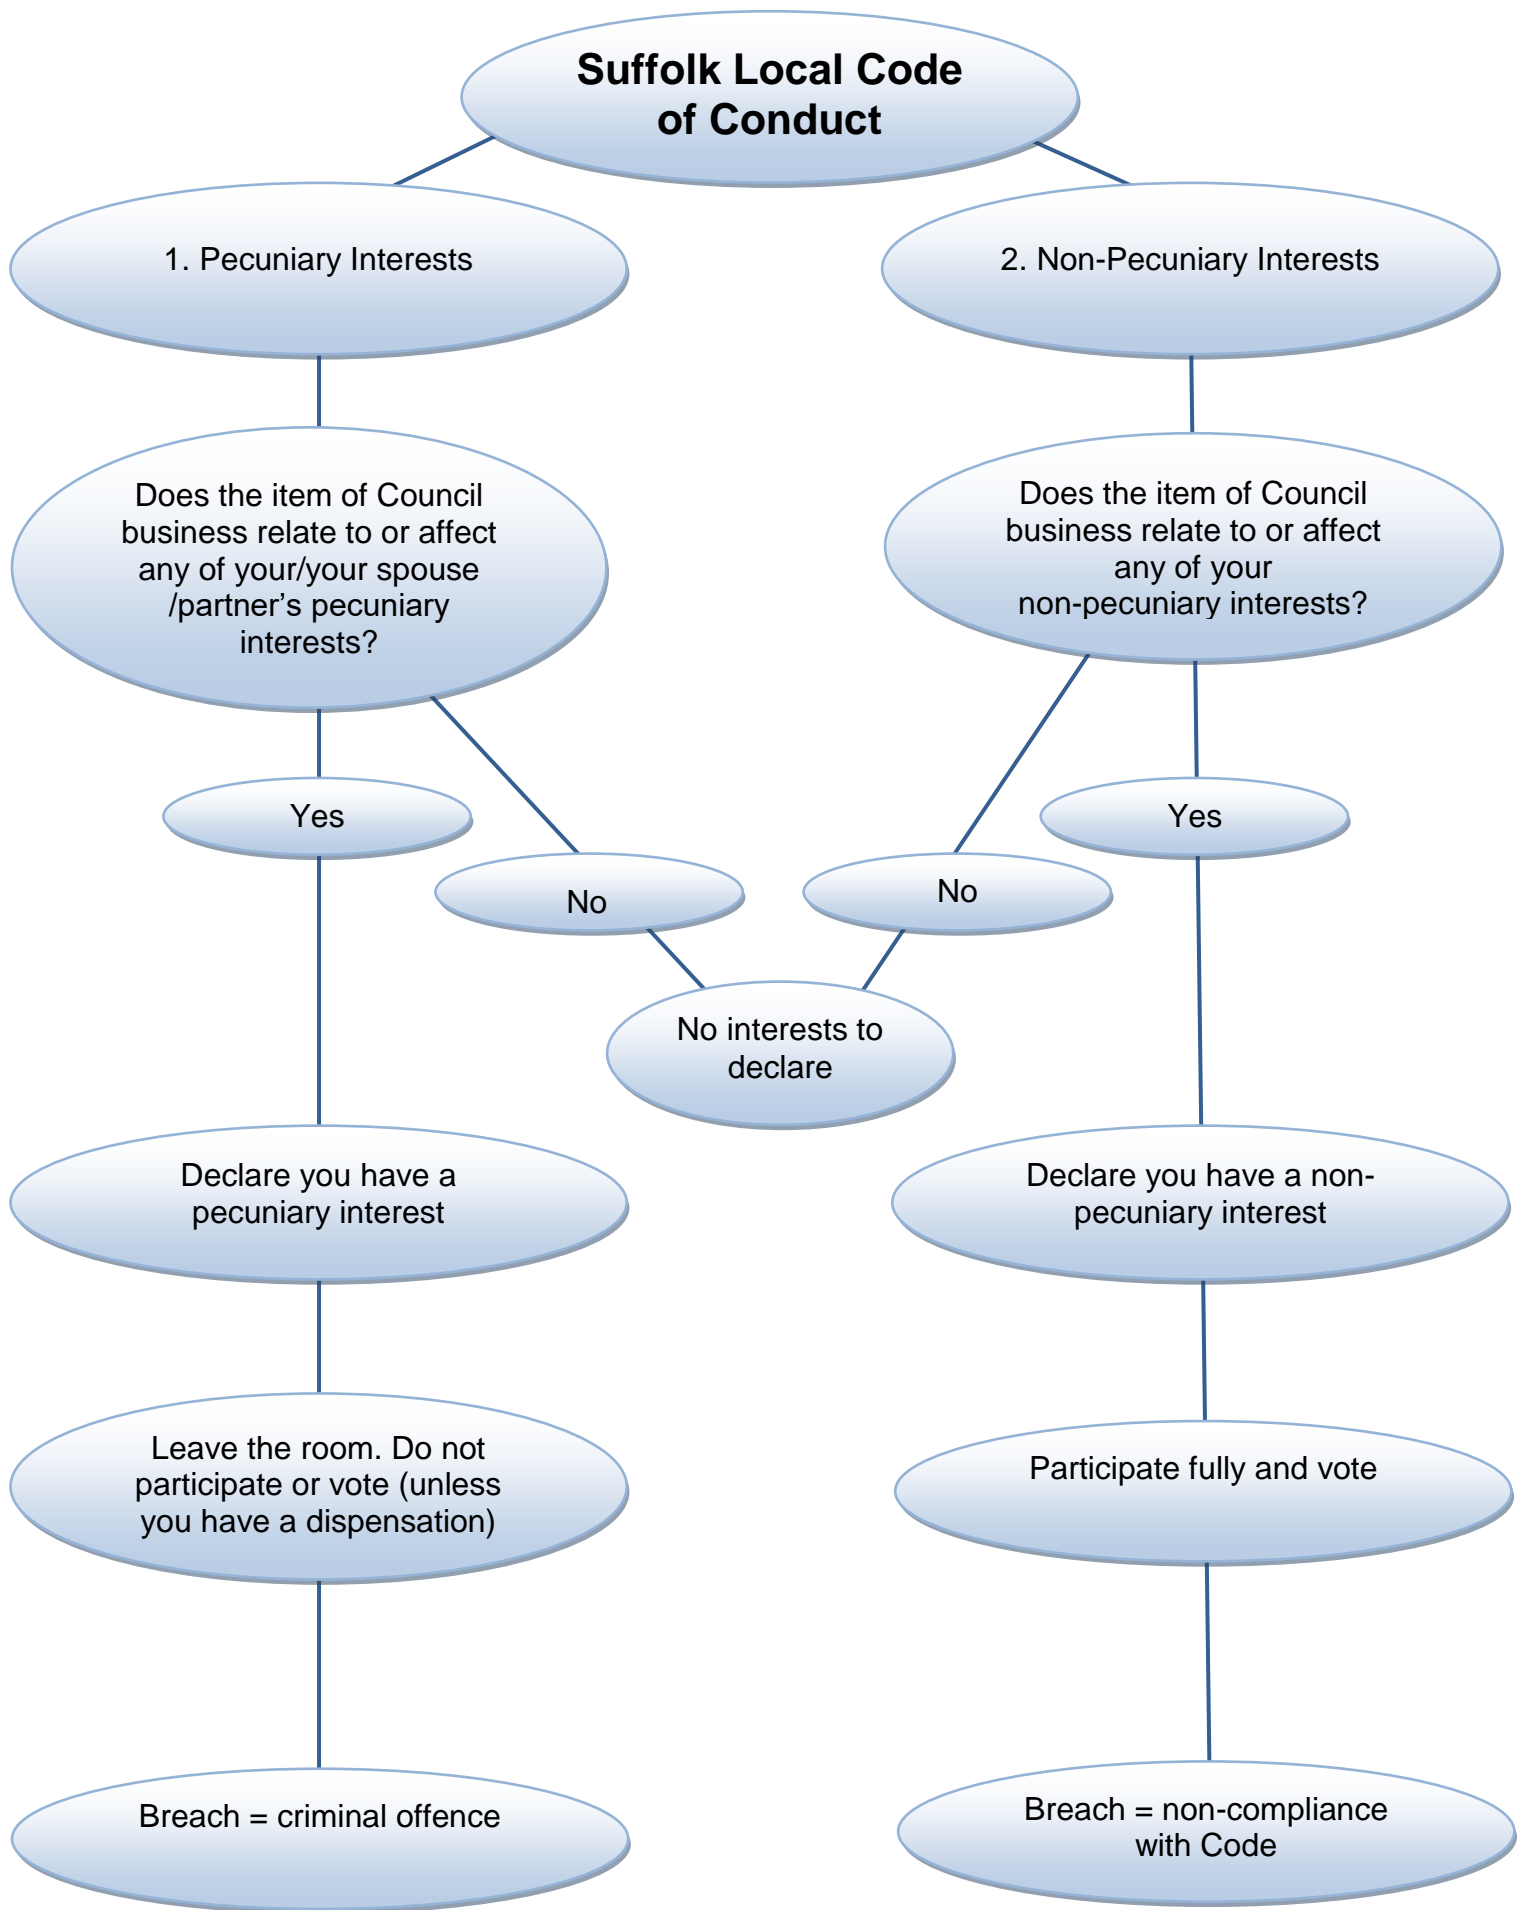 Suffolk Local Code
of Conduct
1. Pecuniary Interests
2. Non-Pecuniary Interests
Does the item of Council
business relate to or affect
any of your/your spouse
/partner’s pecuniary
interests?
Does the item of Council
business relate to or affect
any of your
non-pecuniary interests?
Yes
No
No
Yes
No interests to
declare
Declare you have a
pecuniary interest
Declare you have a non-
pecuniary interest
Leave the room. Do not
participate or vote (unless
you have a dispensation)
Participate fully and vote
Breach = criminal offence
Breach = non-compliance
with Code